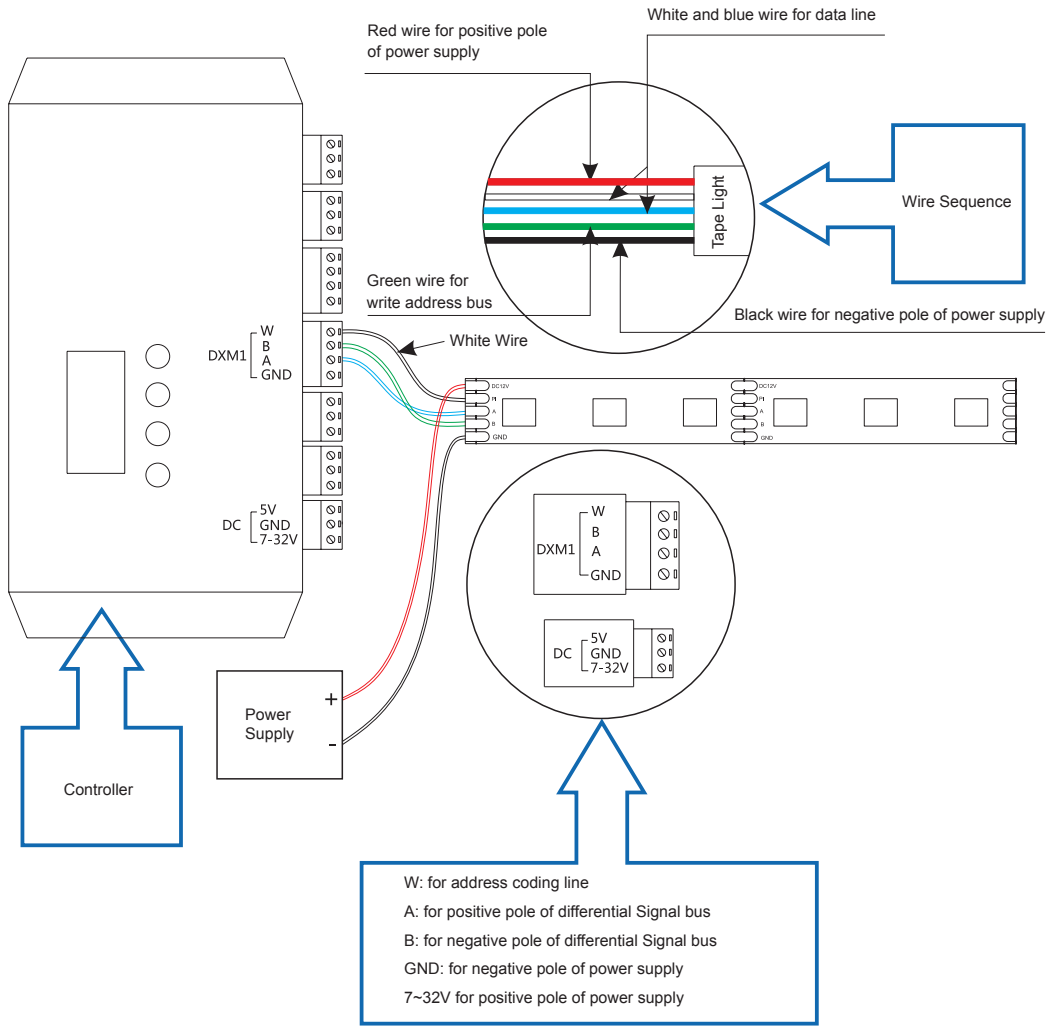 White and blue wire for data line
Red wire for positive pole
of power supply
Tape Light
Wire Sequence
Green wire for
write address bus
Black wire for negative pole of power supply
White Wire
DXM1
W
B
A
GND
DC12V
PI
A
B
GND
DC12V
PI
A
B
GND
DC
5V
GND
7-32V
DXM1
W
B
A
GND
DC
5V
GND
7-32V
Power
Supply
+
-
Controller
W: for address coding line
A: for positive pole of differential Signal bus
B: for negative pole of differential Signal bus
GND: for negative pole of power supply
7~32V for positive pole of power supply